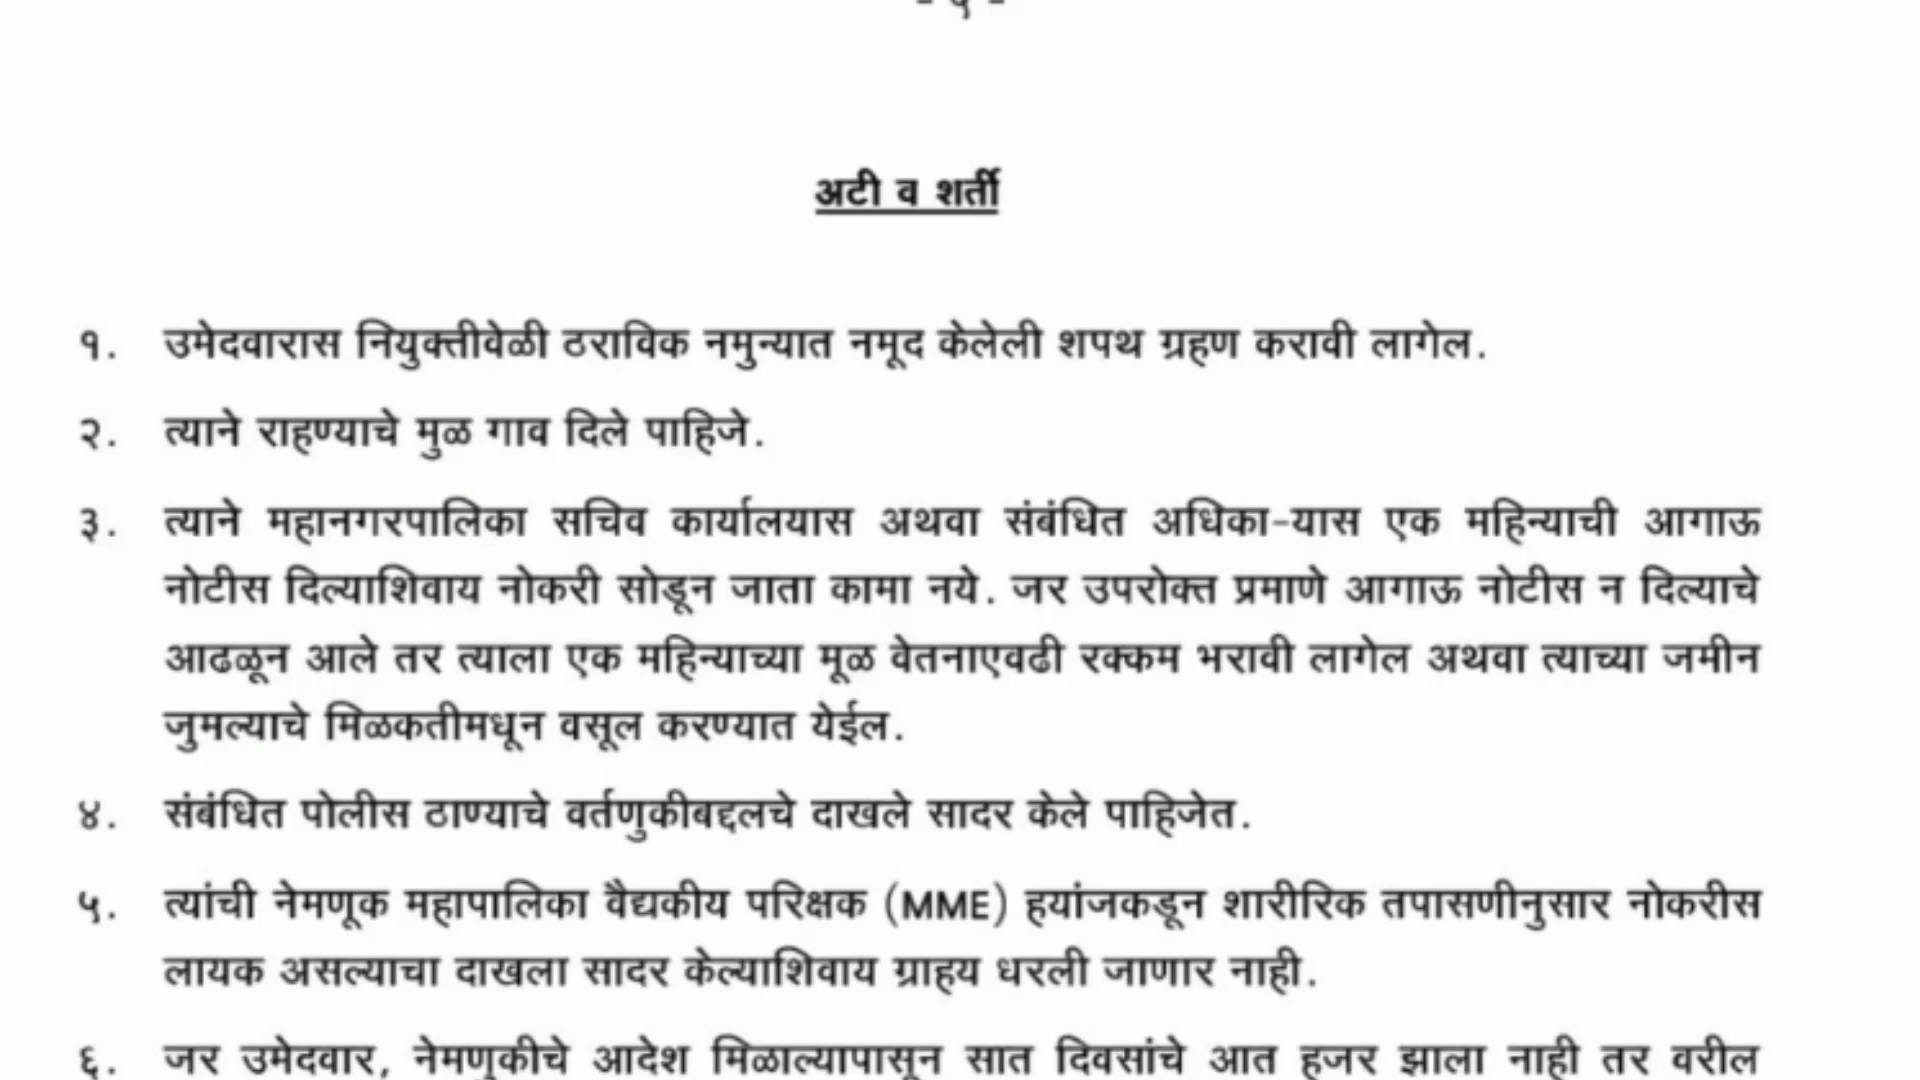 - ५ -
अटी व शर्ती
१. उमेदवारास नियुक्तीवेळी ठराविक नमुन्यात नमूद केलेली शपथ ग्रहण करावी लागेल.
२. त्याने राहण्याचे मुळ गाव दिले पाहिजे.
३. त्याने महानगरपालिका सचिव कार्यालयास अथवा संबंधित अधिका-यास एक महिन्याची आगाऊ
नोटीस दिल्याशिवाय नोकरी सोडून जाता कामा नये. जर उपरोक्त प्रमाणे आगाऊ नोटीस न दिल्याचे
आढळून आले तर त्याला एक महिन्याच्या मूळ वेतनाएवढी रक्कम भरावी लागेल अथवा त्याच्या जमीन
जुमल्याचे मिळकतीमधून वसूल करण्यात येईल.
४. संबंधित पोलीस ठाण्याचे वर्तणुकीबद्दलचे दाखले सादर केले पाहिजेत.
५. त्यांची नेमणूक महापालिका वैद्यकीय परिक्षक (MME) हयांजकडून शारीरिक तपासणीनुसार नोकरीस
लायक असल्याचा दाखला सादर केल्याशिवाय ग्राहय धरली जाणार नाही.
६. जर उमेदवार, नेमणुकीचे आदेश मिळाल्यापासून सात दिवसांचे आत हजर झाला नाही तर वरील